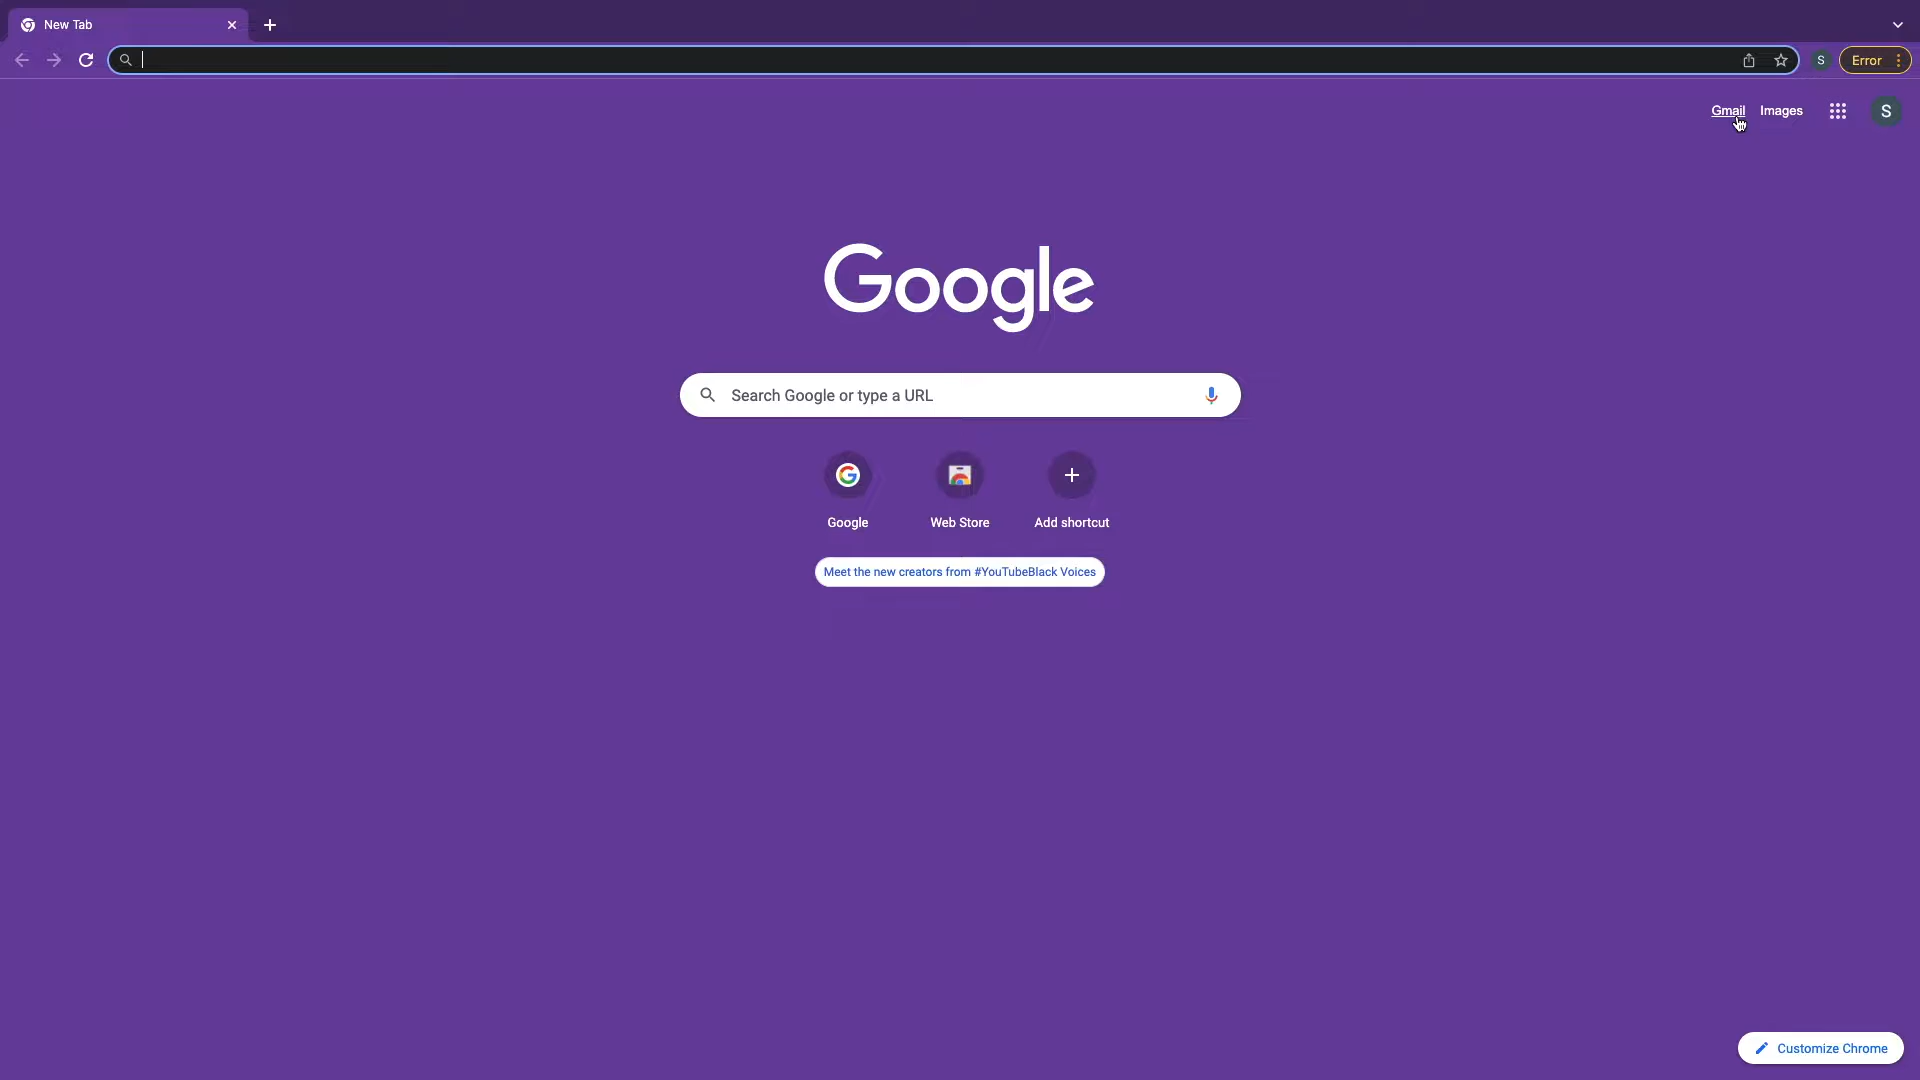 New Tab
S
Error
Gmail
Images
S
Google
Search Google or type a URL
Google
Web Store
Add shortcut
Meet the new creators from #YouTubeBlack Voices
Customize Chrome